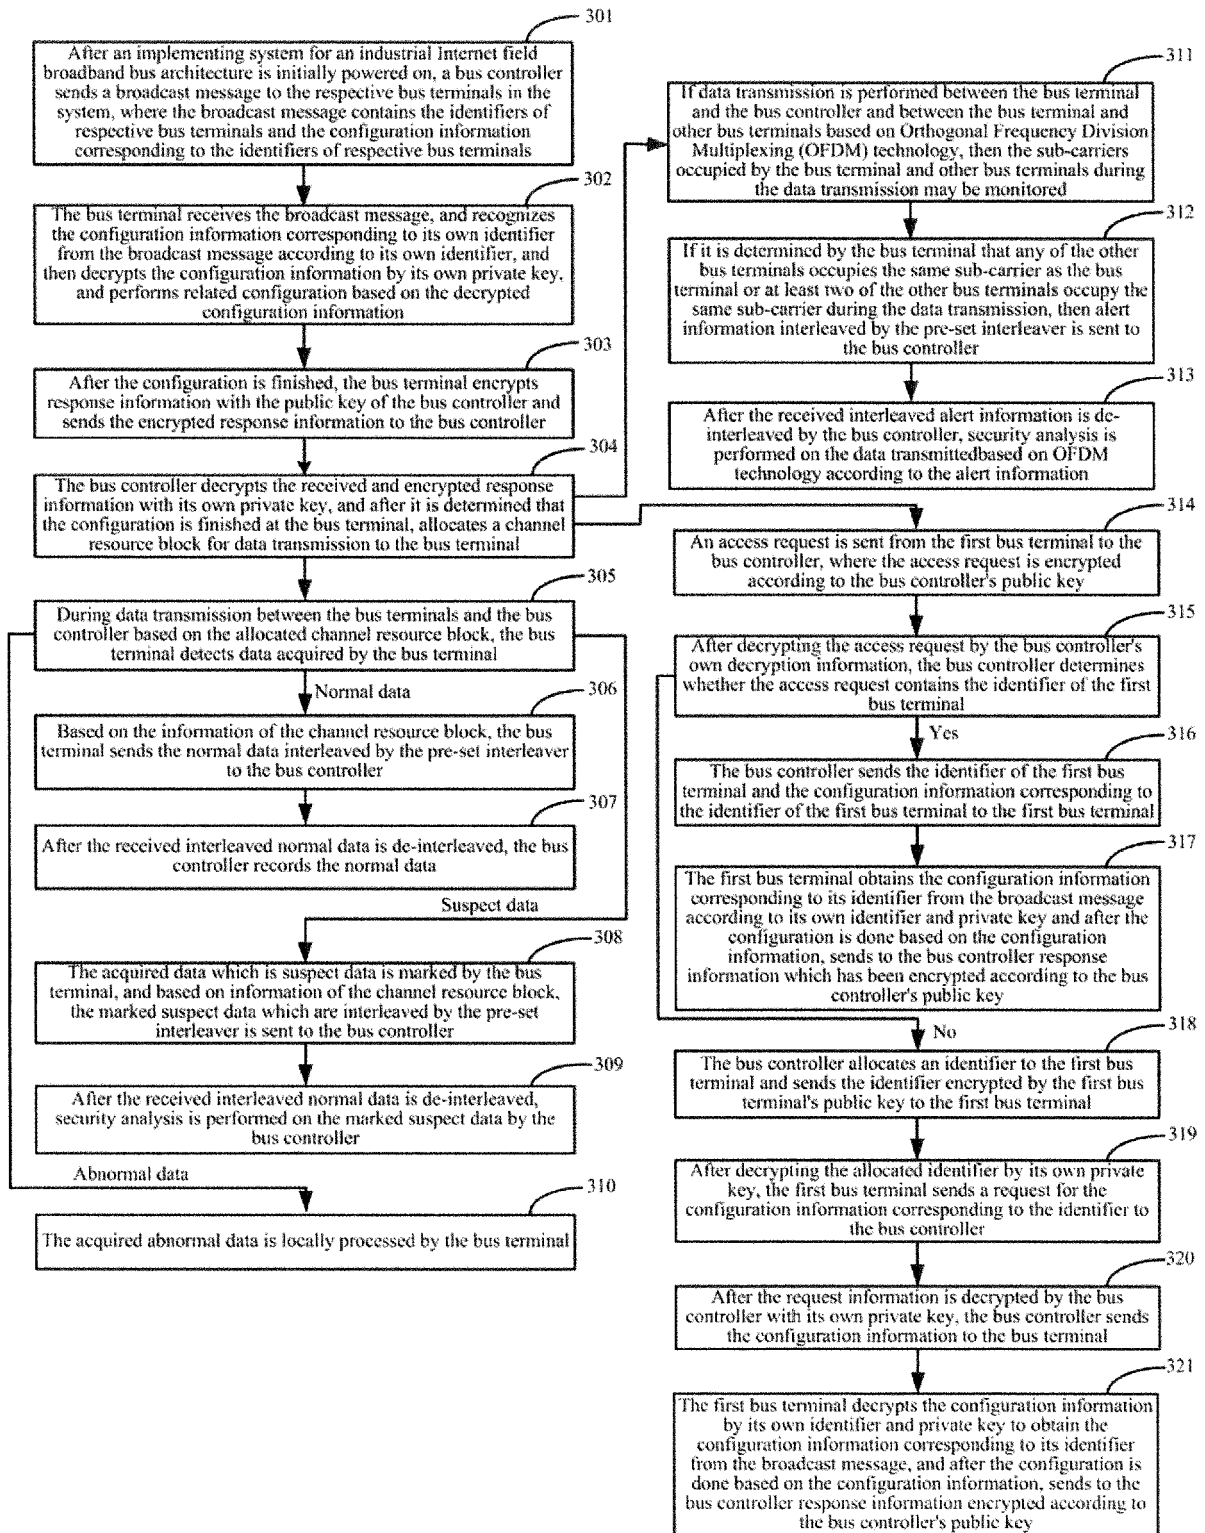 301
After an implementing system for an industrial Internet field
broadband bus architecture is initially powered on, a bus controller
sends a broadcast message to the respective bus terminals in the
system, where the broadcast message contains the identifiers of
respective bus terminals and the configuration information
corresponding to the identifiers of respective bus terminals
302
The bus terminal receives the broadcast message, and recognizes
the configuration information corresponding to its own identifier
from the broadcast message according to its own identifier, and
then decrypts the configuration information by its own private key,
and performs related configuration based on the decrypted
configuration information
303
After the configuration is finished, the bus terminal encrypts
response information with the public key of the bus controller and
sends the encrypted response information to the bus controller
304
The bus controller decrypts the received and encrypted response
information with its own private key, and after it is determined that
the configuration is finished at the bus terminal, allocates a channel
resource block for data transmission to the bus terminal
305
During data transmission between the bus terminals and the bus
controller based on the allocated channel resource block, the bus
terminal detects data acquired by the bus terminal
Normal data
306
Based on the information of the channel resource block, the bus
terminal sends the normal data interleaved by the pre-set interleaver
to the bus controller
307
After the received interleaved normal data is de-interleaved, the bus
controller records the normal data
Suspect data
308
The acquired data which is suspect data is marked by the bus
terminal, and based on information of the channel resource block,
the marked suspect data which are interleaved by the pre-set
interleaver is sent to the bus controller
309
After the received interleaved normal data is de-interleaved,
security analysis is performed on the marked suspect data by the
bus controller
Abnormal data
310
The acquired abnormal data is locally processed by the bus terminal
311
If data transmission is performed between the bus terminal
and the bus controller and between the bus terminal and
other bus terminals based on Orthogonal Frequency Division
Multiplexing (OFDM) technology, then the sub-carriers
occupied by the bus terminal and other bus terminals during
the data transmission may be monitored
312
If it is determined by the bus terminal that any of the other
bus terminals occupies the same sub-carrier as the bus
terminal or at least two of the other bus terminals occupy the
same sub-carrier during the data transmission, then alert
information interleaved by the pre-set interleaver is sent to
the bus controller
313
After the received interleaved alert information is de-
interleaved by the bus controller, security analysis is
performed on the data transmittedbased on OFDM
technology according to the alert information
314
An access request is sent from the first bus terminal to the
bus controller, where the access request is encrypted
according to the bus controller's public key
315
After decrypting the access request by the bus controller's
own decryption information, the bus controller determines
whether the access request contains the identifier of the first
bus terminal
Yes
316
The bus controller sends the identifier of the first bus
terminal and the configuration information corresponding to
the identifier of the first bus terminal to the first bus terminal
317
The first bus terminal obtains the configuration information
corresponding to its identifier from the broadcast message
according to its own identifier and private key and after the
configuration is done based on the configuration
information, sends to the bus controller response
information which has been encrypted according to the bus
controller's public key
No
318
The bus controller allocates an identifier to the first bus
terminal and sends the identifier encrypted by the first bus
terminal's public key to the first bus terminal
319
After decrypting the allocated identifier by its own private
key, the first bus terminal sends a request for the
configuration information corresponding to the identifier to
the bus controller
320
After the request information is decrypted by the bus
controller with its own private key, the bus controller sends
the configuration information to the bus terminal
321
The first bus terminal decrypts the configuration information
by its own identifier and private key to obtain the
configuration information corresponding to its identifier
from the broadcast message, and after the configuration is
done based on the configuration information, sends to the
bus controller response information encrypted according to
the bus controller's public key